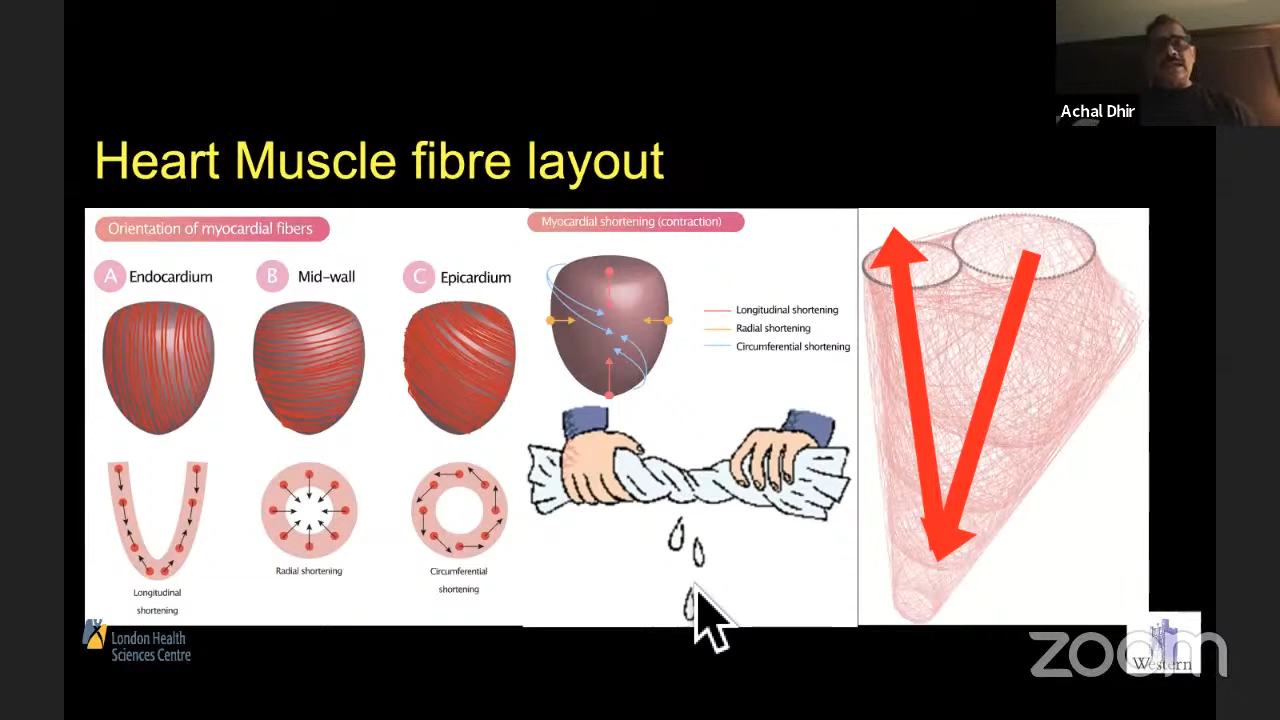 Achal Dhir
Heart Muscle fibre layout
Orientation of myocardial fibers
A Endocardium
B Mid-wall
C Epicardium
Longitudinal
shortening
Radial shortening
Circumferential
shortening
Myocardial shortening (contraction)
Longitudinal shortening
Radial shortening
Circumferential shortening
London Health
Sciences Centre
Western
zoom